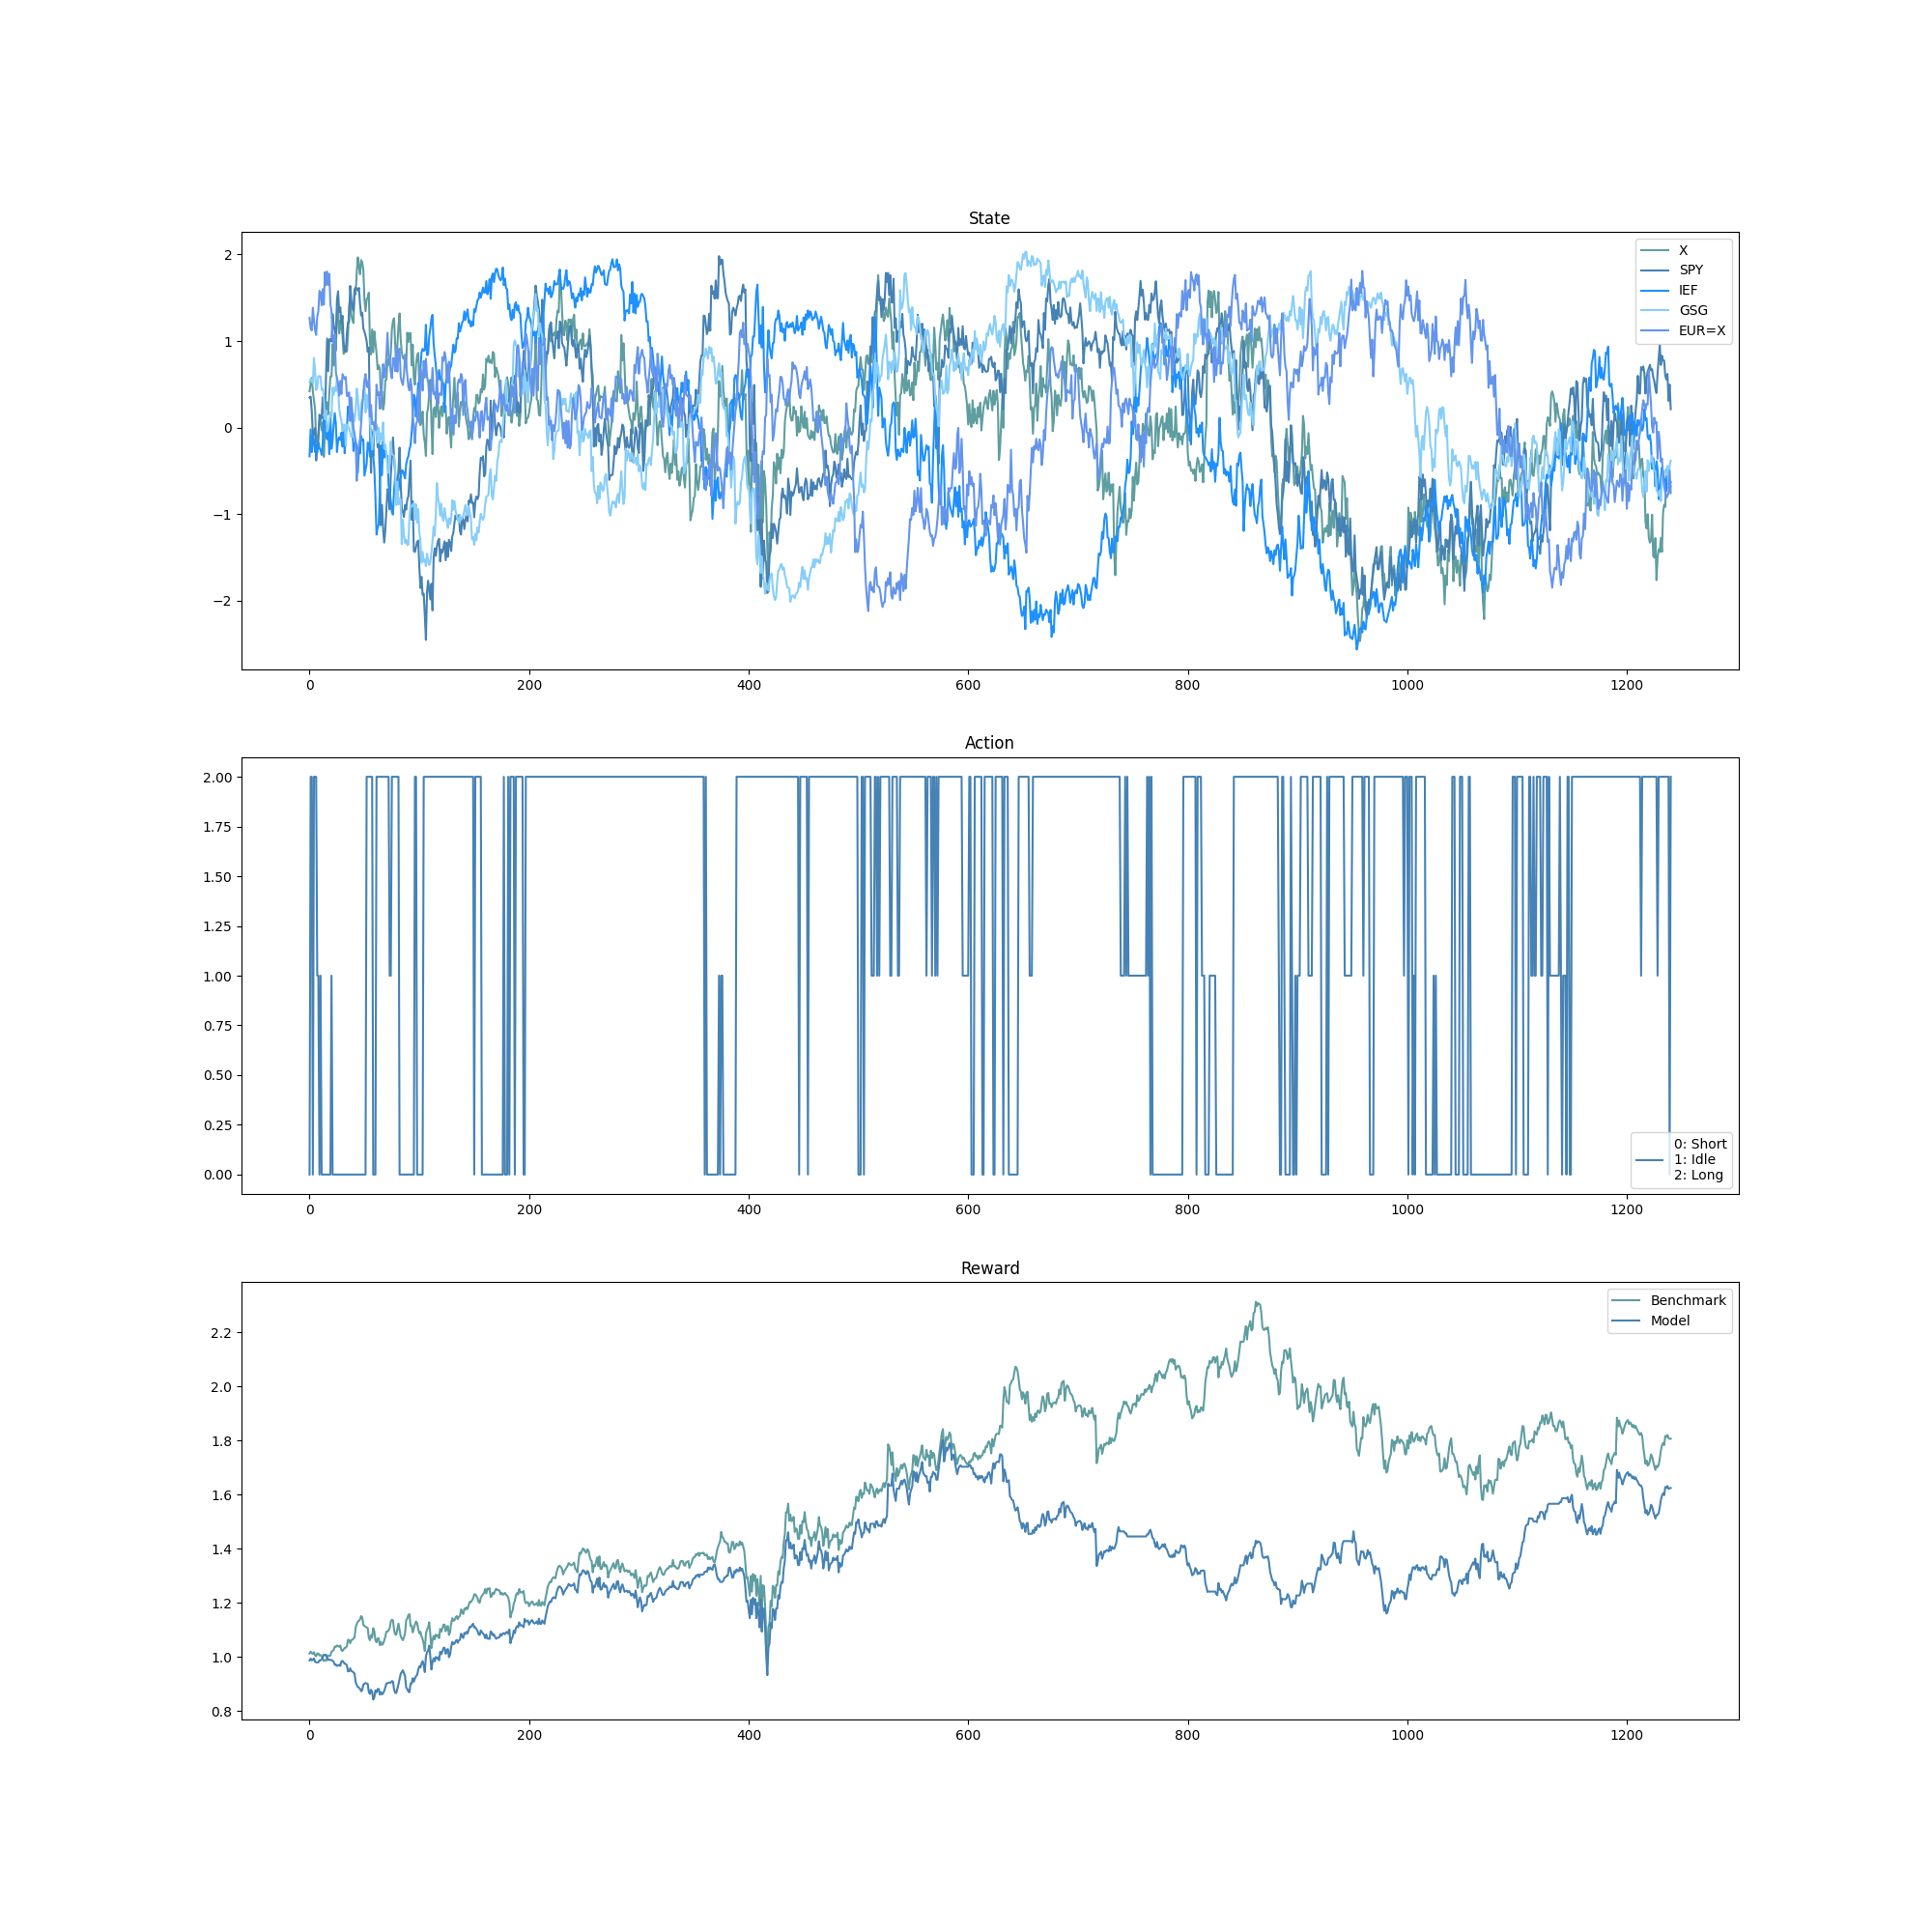 State
2
1
0
−1
−2
X
SPY
IEF
GSG
EUR=X
0 200 400 600 800 1000 1200
Action
2.00
1.75
1.50
1.25
1.00
0.75
0.50
0.25
0.00
0: Short
1: Idle
2: Long
0 200 400 600 800 1000 1200
Reward
2.2
2.0
1.8
1.6
1.4
1.2
1.0
0.8
Benchmark
Model
0 200 400 600 800 1000 1200